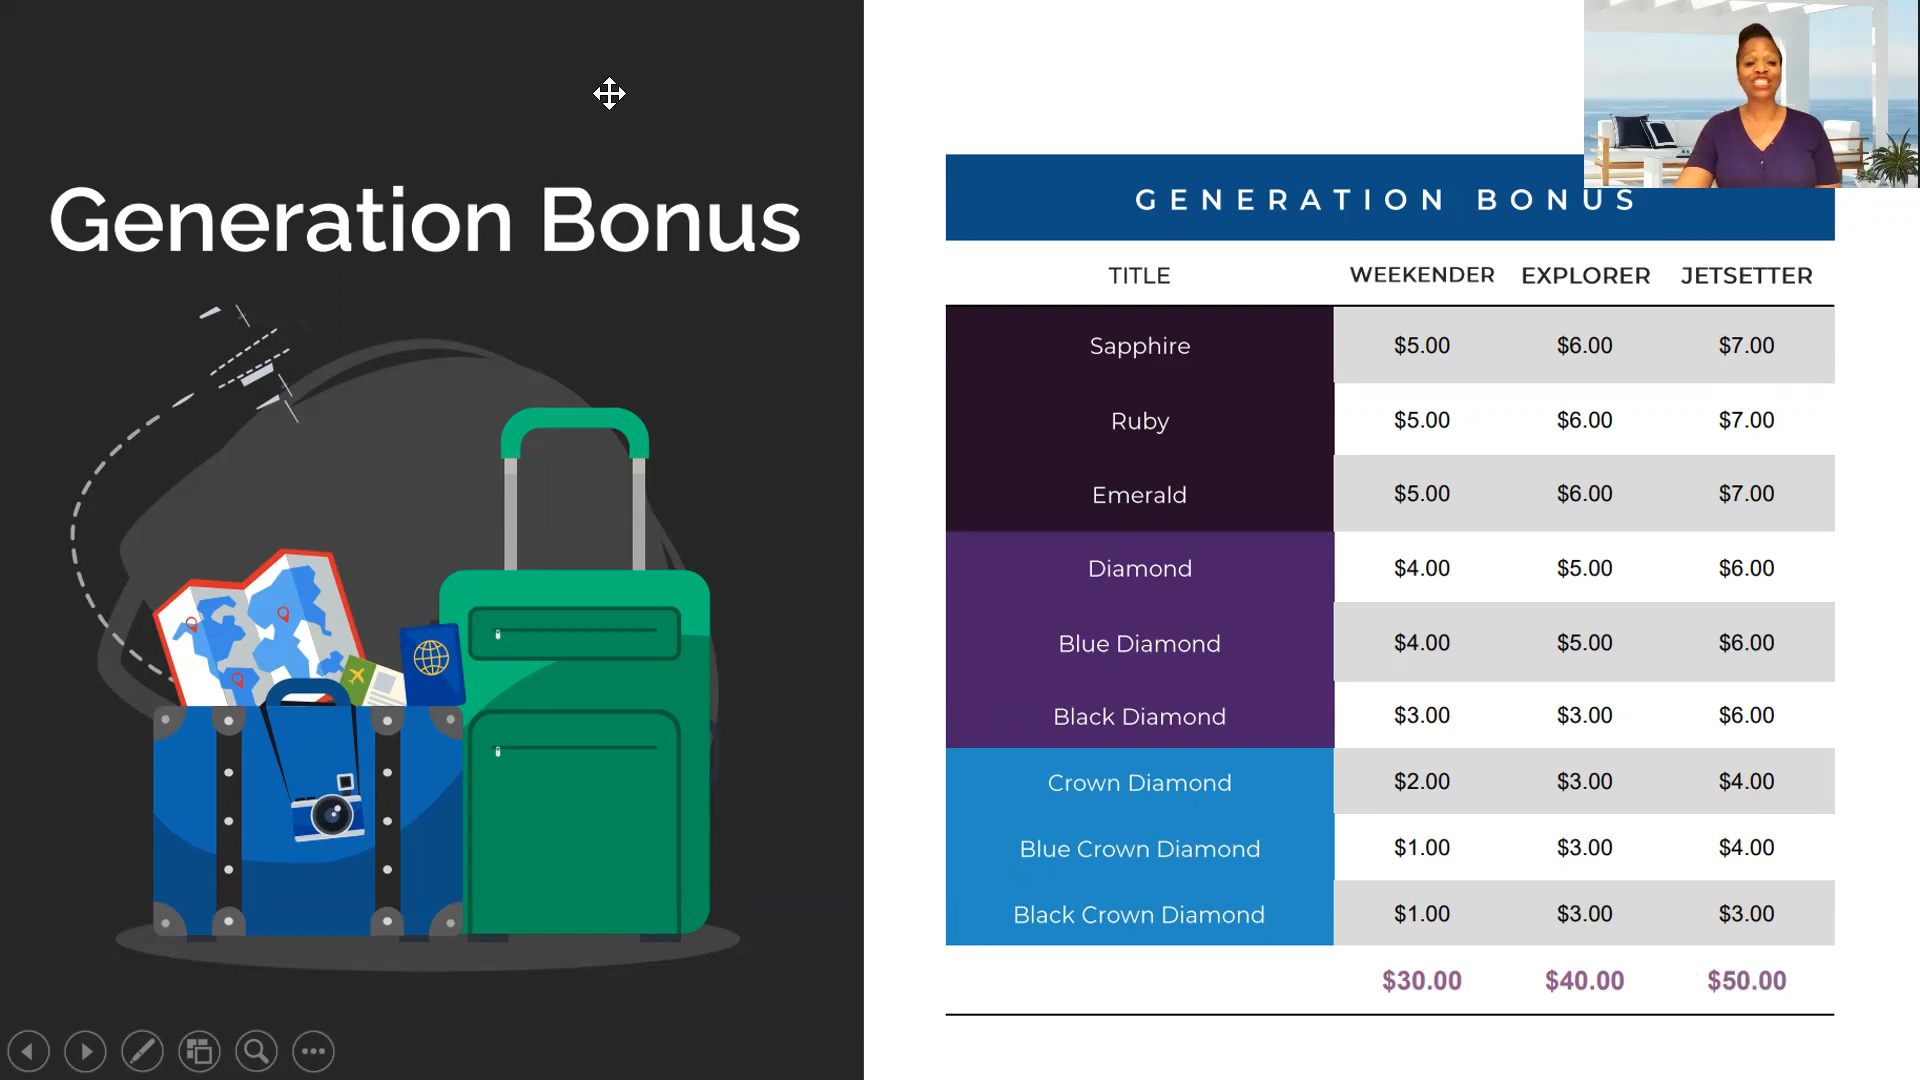 Generation Bonus
GENERATION BONUS
TITLE WEEKENDER EXPLORER JETSETTER
Sapphire $5.00 $6.00 $7.00
Ruby $5.00 $6.00 $7.00
Emerald $5.00 $6.00 $7.00
Diamond $4.00 $5.00 $6.00
Blue Diamond $4.00 $5.00 $6.00
Black Diamond $3.00 $3.00 $6.00
Crown Diamond $2.00 $3.00 $4.00
Blue Crown Diamond $1.00 $3.00 $4.00
Black Crown Diamond $1.00 $3.00 $3.00
$30.00 $40.00 $50.00